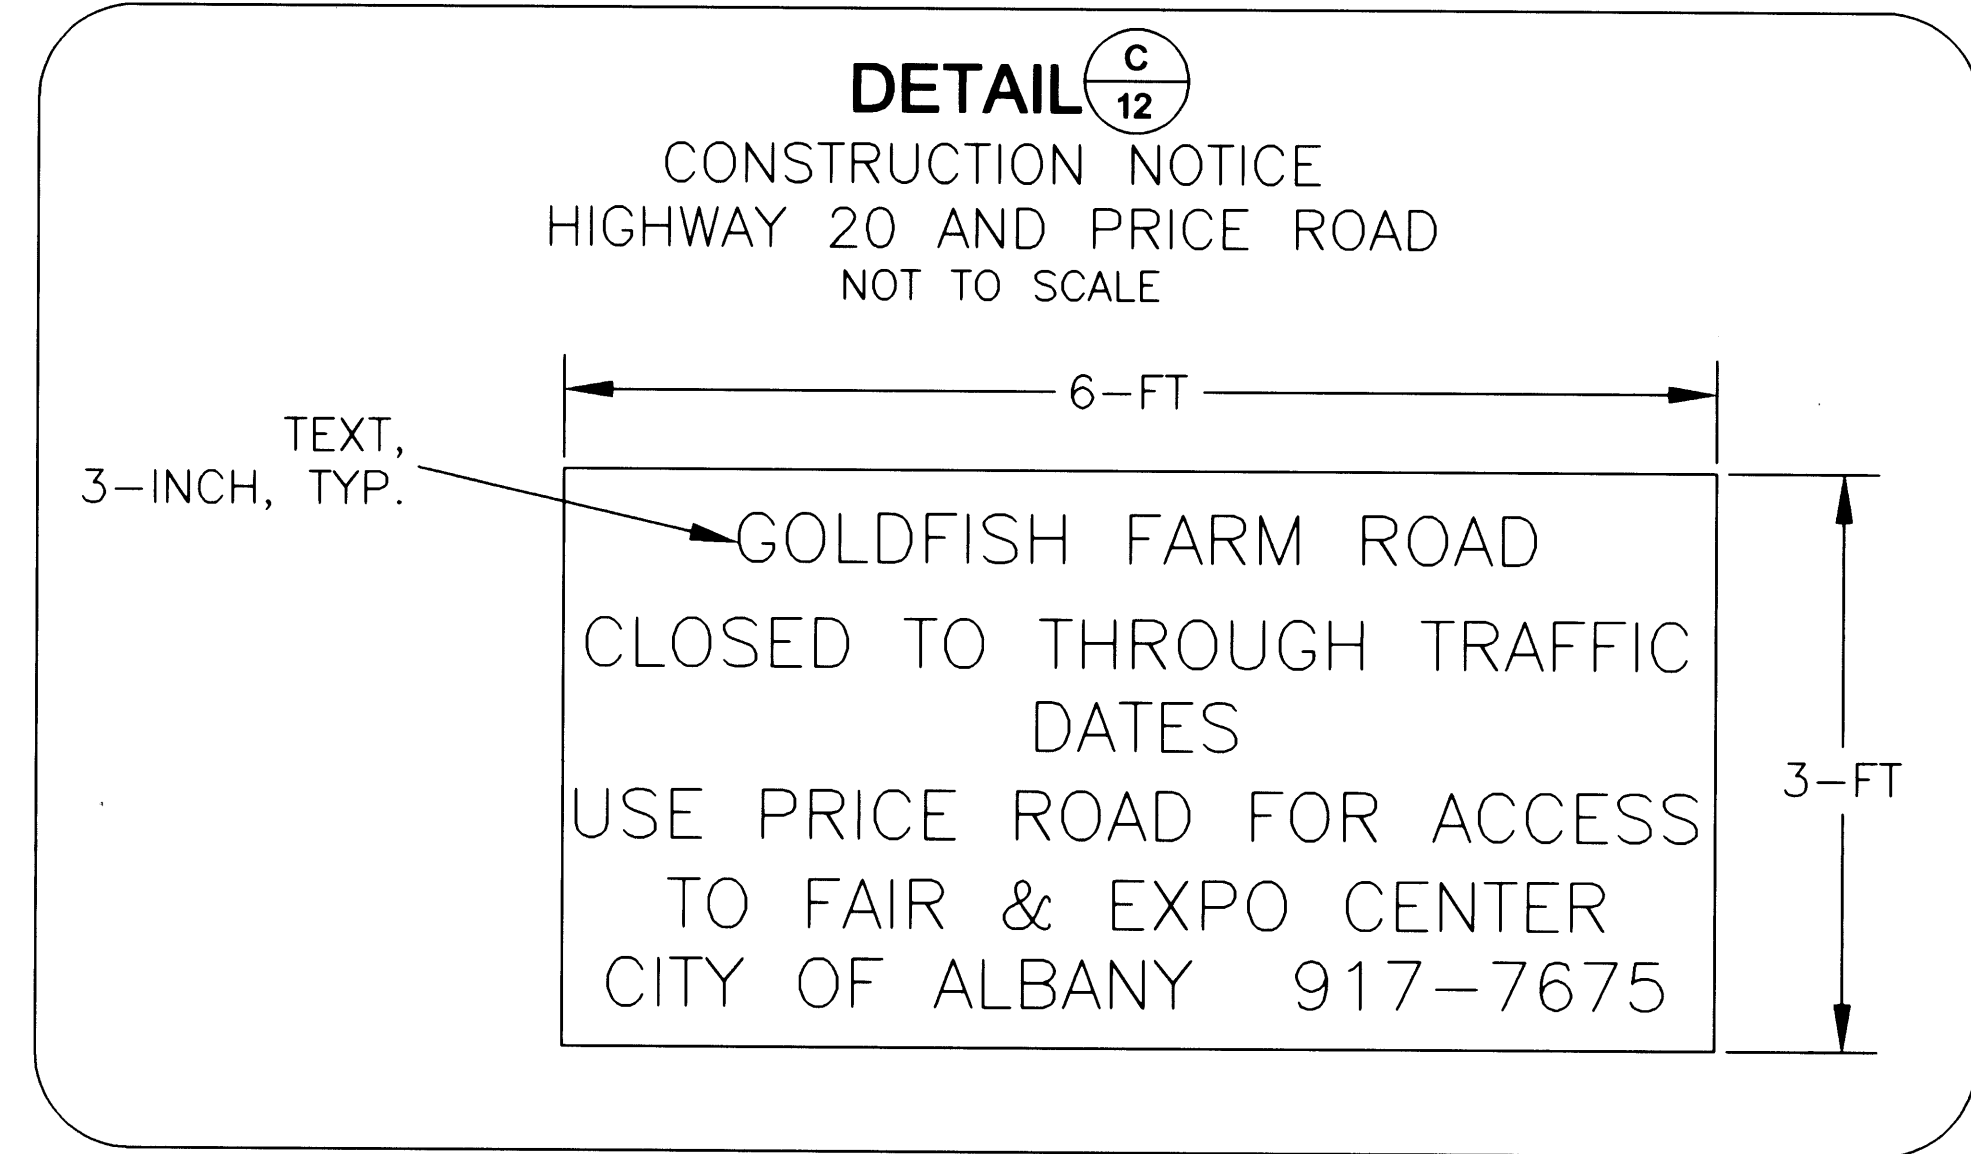 DETAIL C
12
CONSTRUCTION NOTICE
HIGHWAY 20 AND PRICE ROAD
NOT TO SCALE
6-FT
TEXT,
3-INCH, TYP.
GOLDFISH FARM ROAD
CLOSED TO THROUGH TRAFFIC
DATES
USE PRICE ROAD FOR ACCESS
TO FAIR & EXPO CENTER
CITY OF ALBANY 917-7675
3-FT